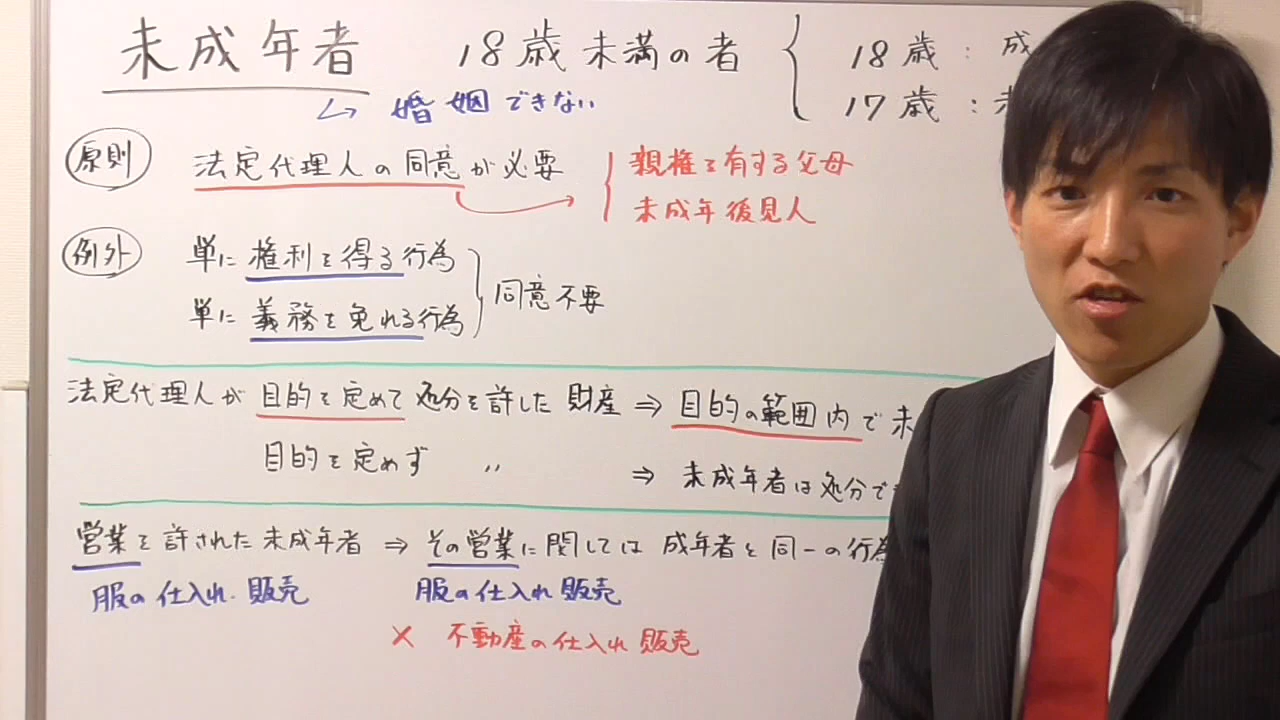 未成年者 18歳未満の者 { 18歳: 成
17歳:
↳ 婚姻できない
原則 法定代理人の同意が必要 → { 親権を有する父母
未成年後見人
例外 単に権利を得る行為
単に義務を免れる行為 } 同意不要
法定代理人が目的を定めて処分を許した財産 ⇒ 目的の範囲内で未
目的を定めず 〃 ⇒ 未成年者は処分で
営業を許された未成年者 ⇒ その営業に関しては成年者と同一の行為
服の仕入れ・販売 服の仕入れ 販売
× 不動産の仕入れ 販売